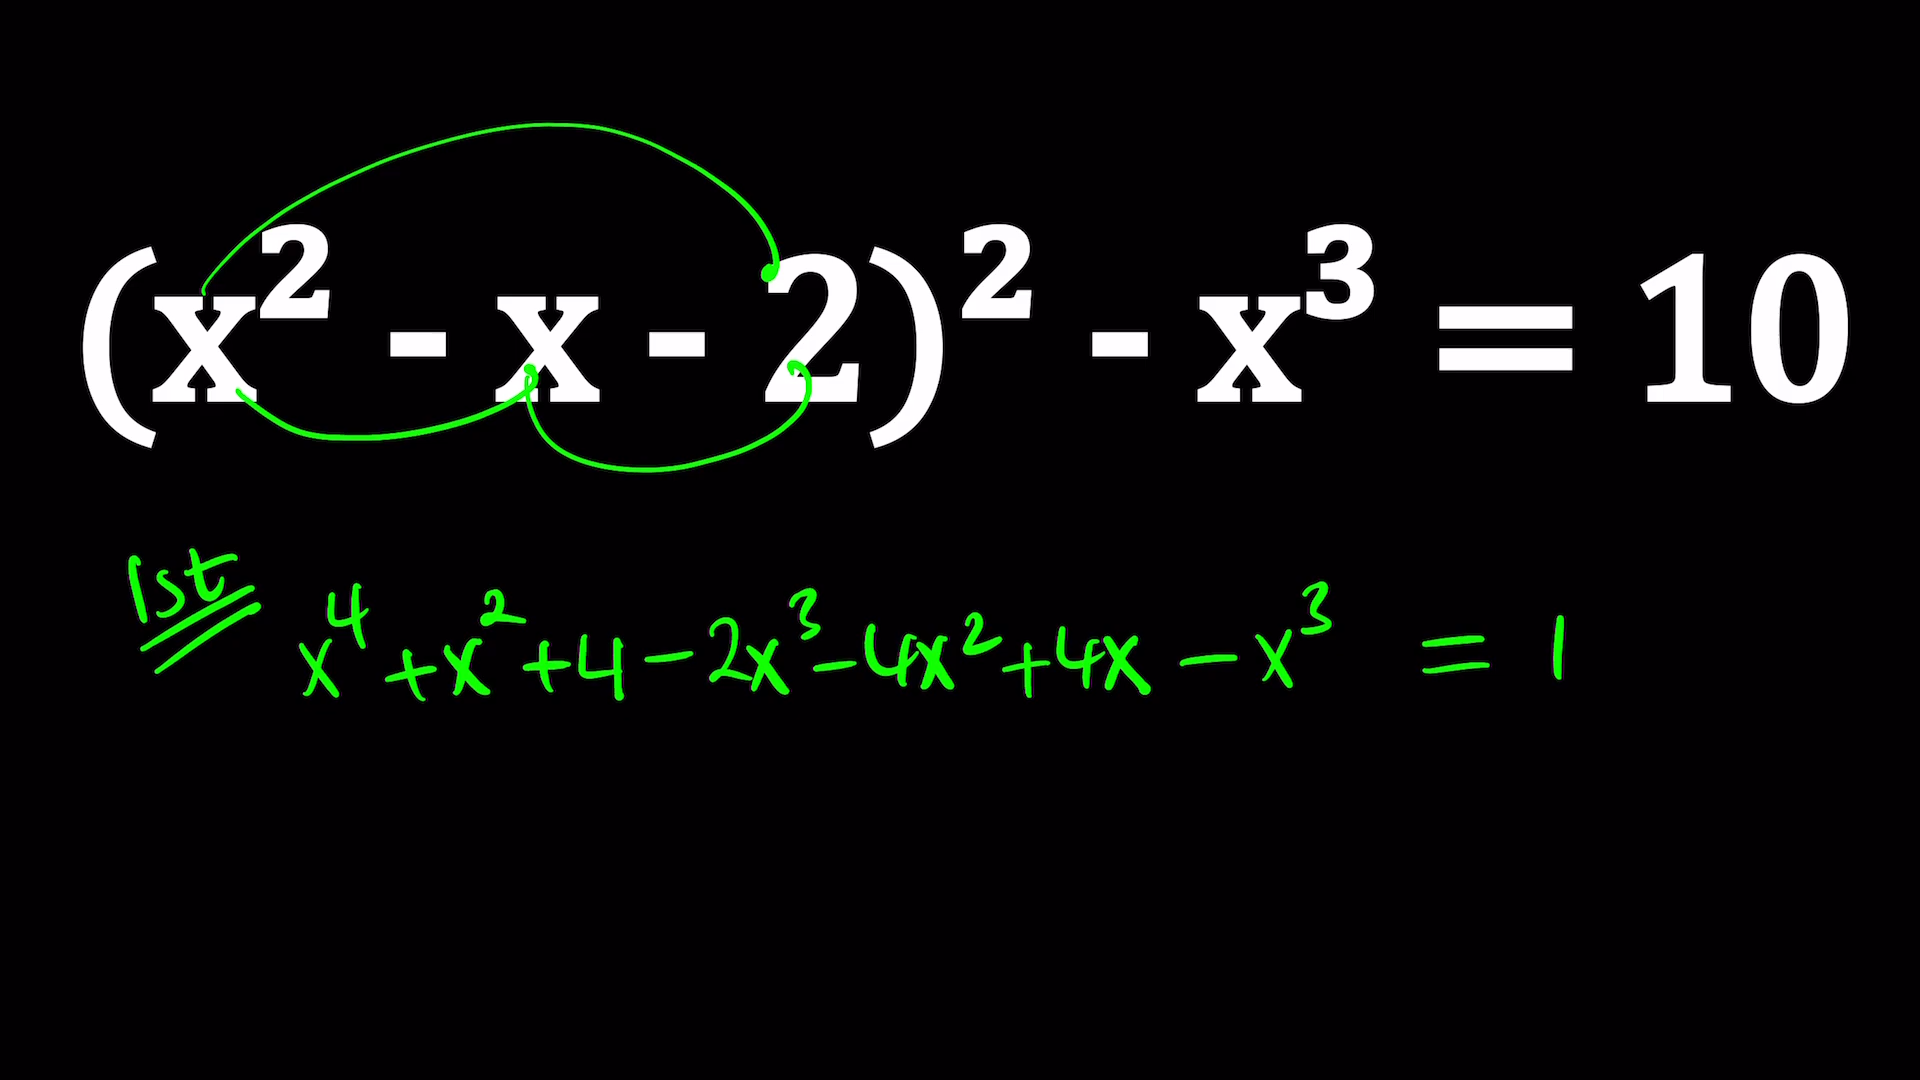 (x² - x - 2)² - x³ = 10
1st x⁴ + x² + 4 - 2x³ - 4x² + 4x - x³ = 1